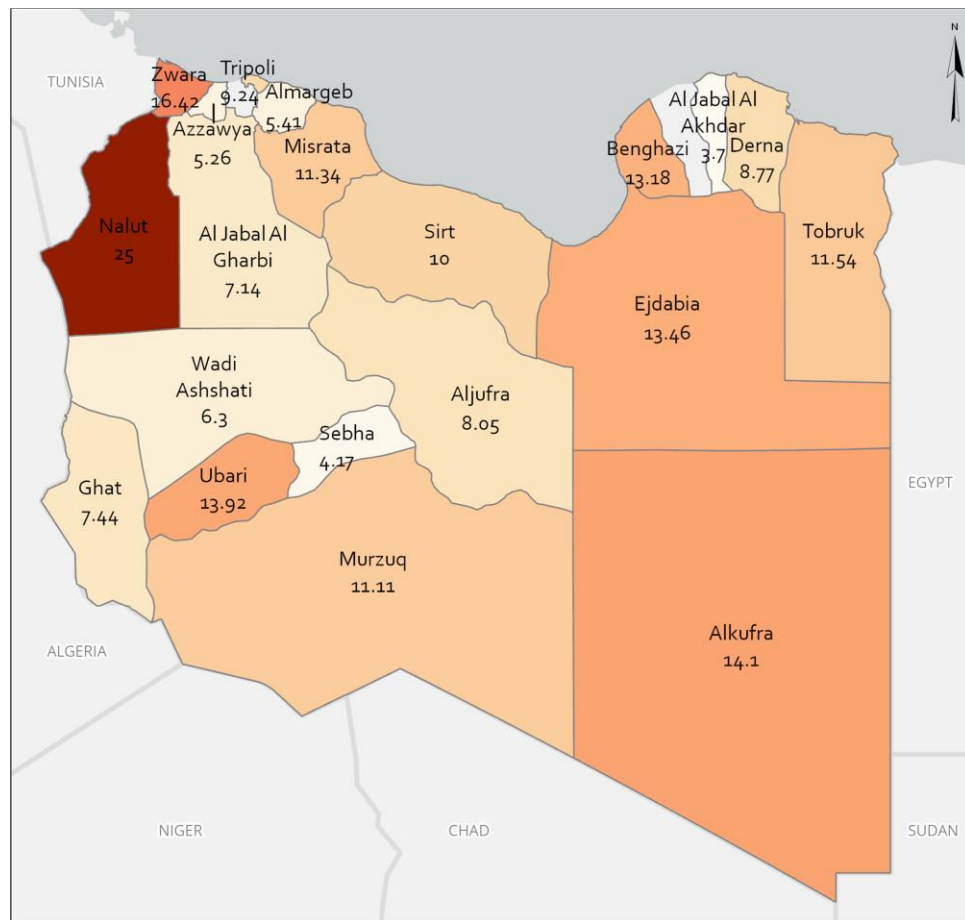 N
TUNISIA
Zwara
16.42
Tripoli
9.24
Azzawya
5.26
Almargeb
5.41
Misrata
11.34
Benghazi
13.18
Al Jabal Al
Akhdar
3.7
Derna
8.77
Nalut
25
Al Jabal Al
Gharbi
7.14
Sirt
10
Tobruk
11.54
Ejdabia
13.46
Wadi
Ashshati
6.3
Aljufra
8.05
Sebha
4.17
Ubari
13.92
Ghat
7.44
EGYPT
Murzuq
11.11
Alkufra
14.1
ALGERIA
NIGER
CHAD
SUDAN